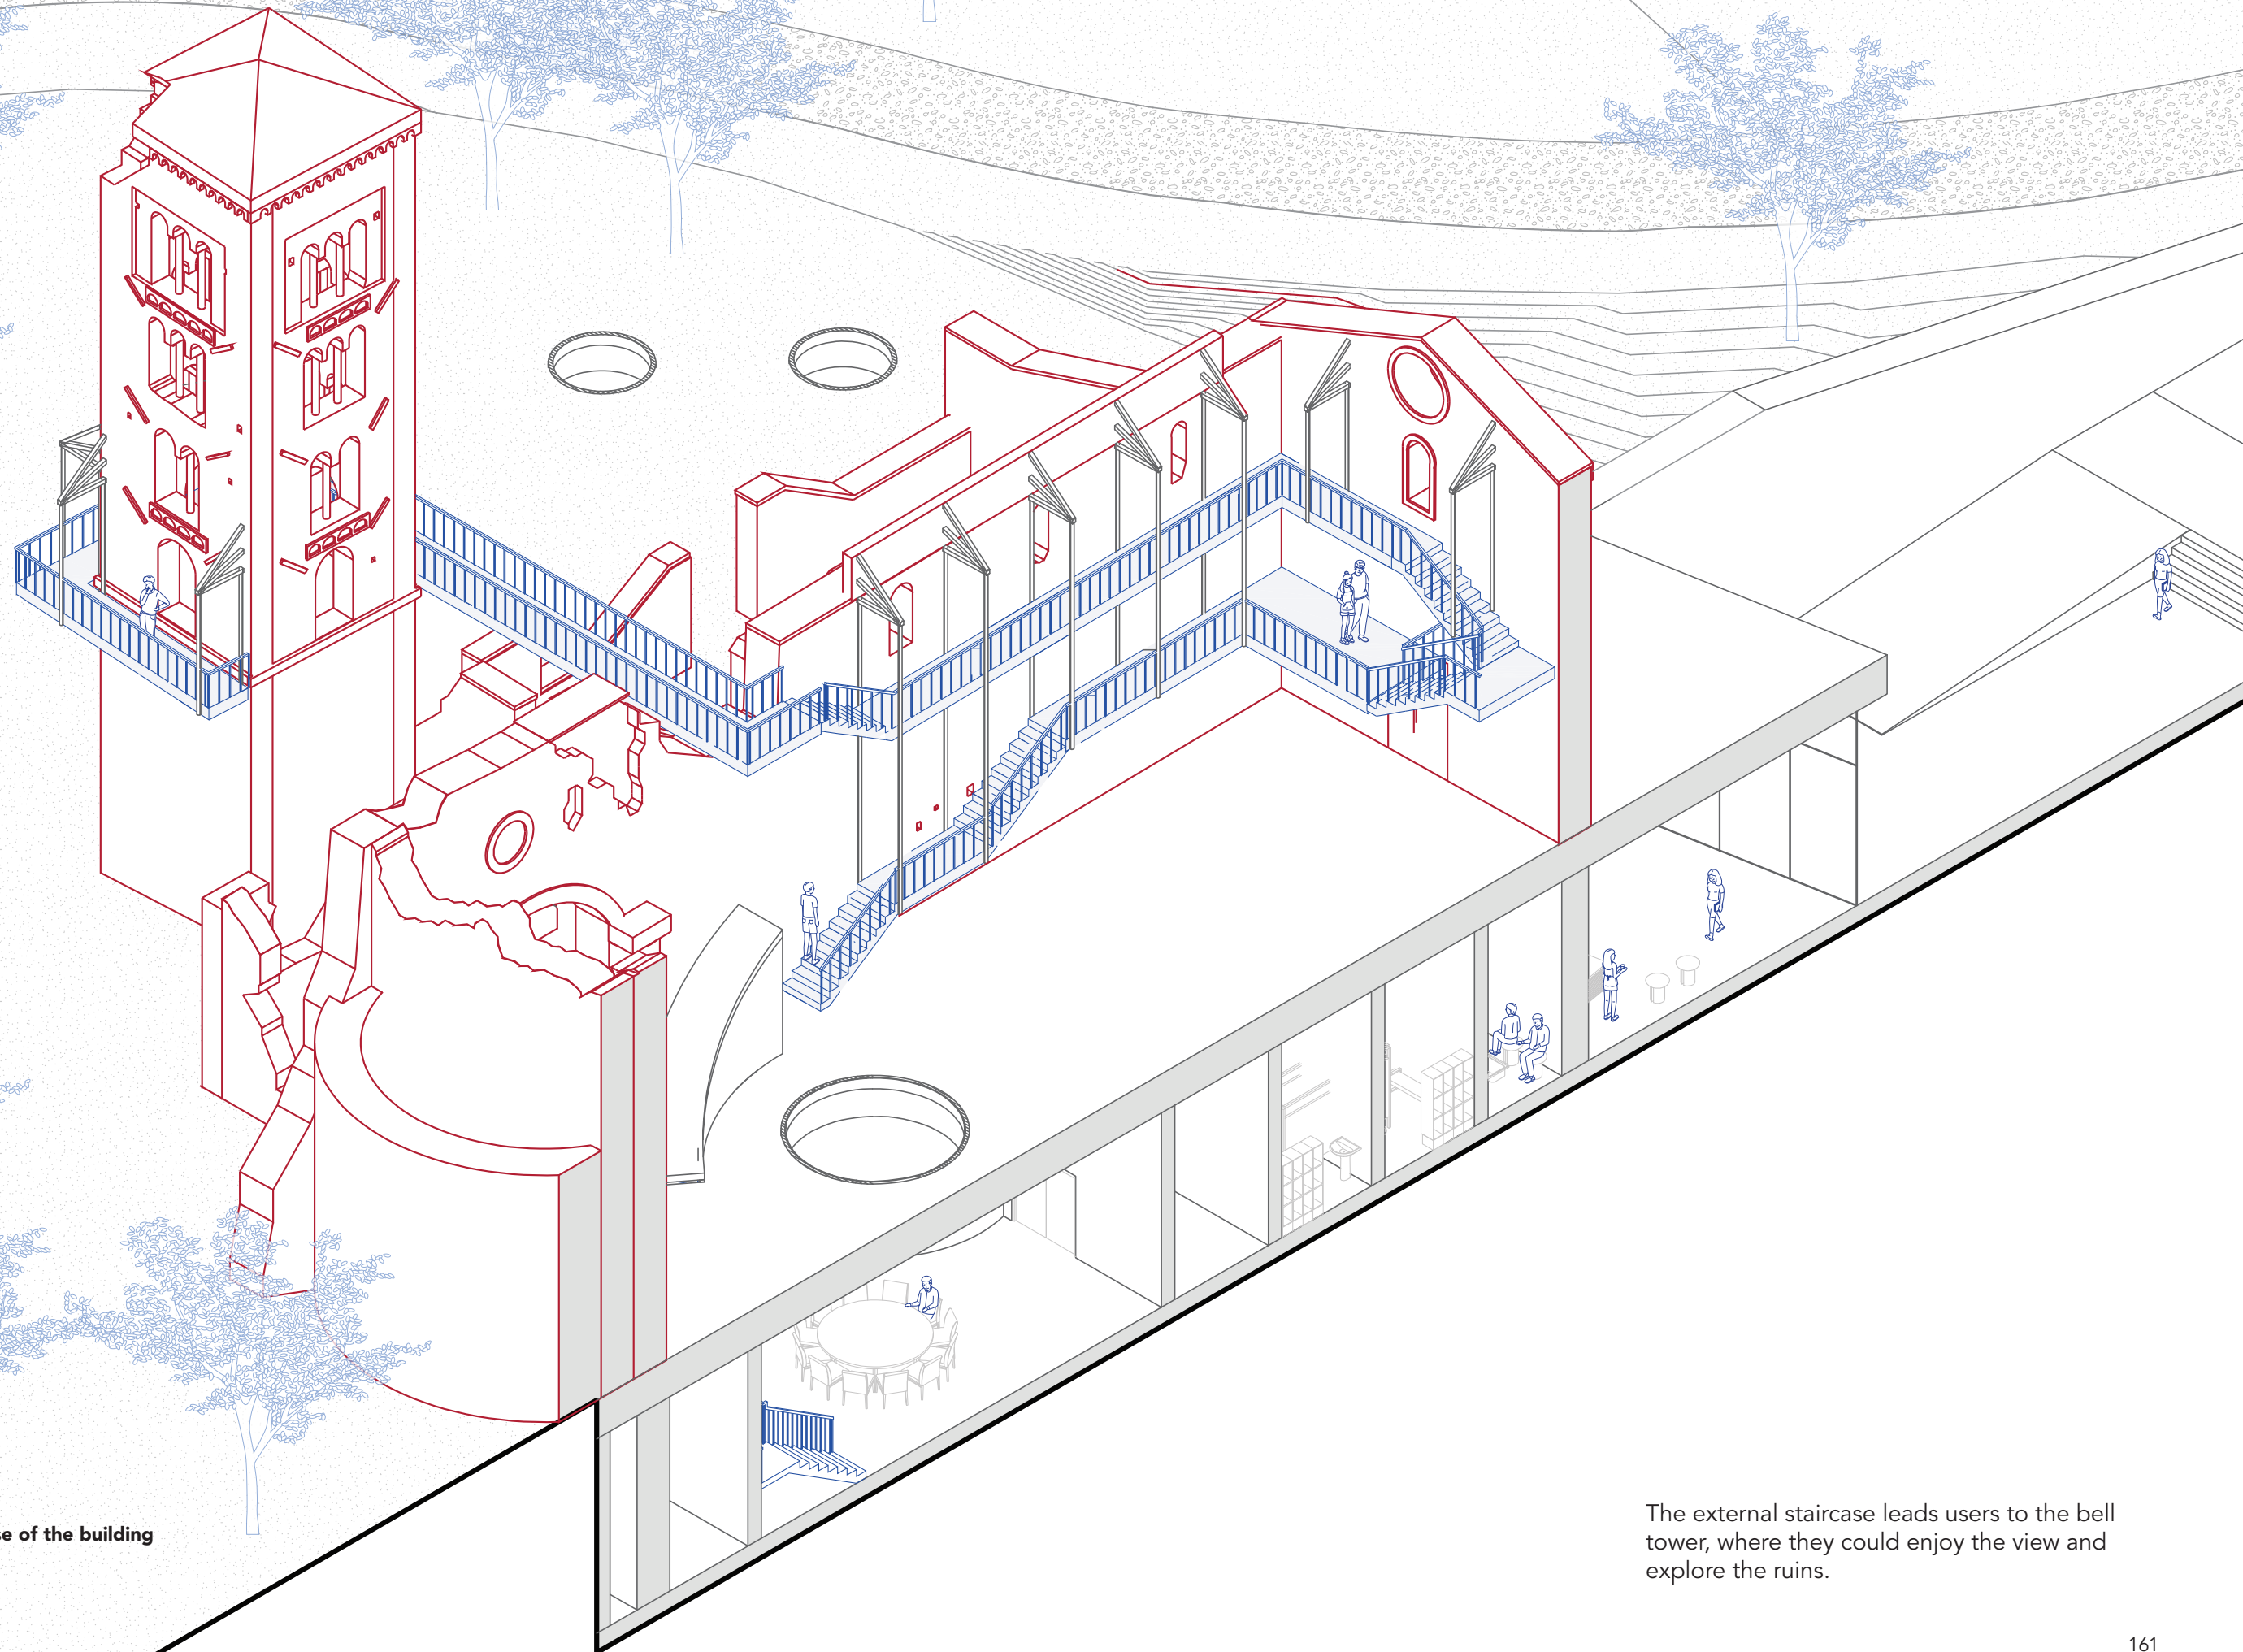 of the building
The external staircase leads users to the bell
tower, where they could enjoy the view and
explore the ruins.
161